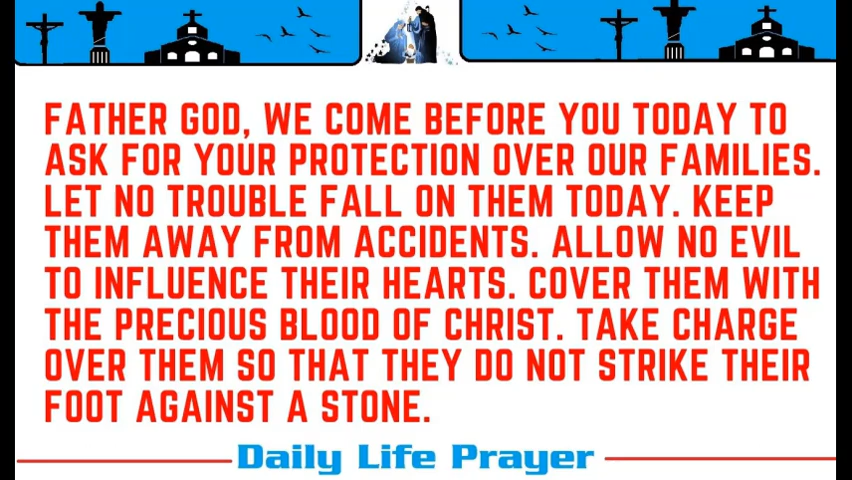 FATHER GOD, WE COME BEFORE YOU TODAY TO
ASK FOR YOUR PROTECTION OVER OUR FAMILIES.
LET NO TROUBLE FALL ON THEM TODAY. KEEP
THEM AWAY FROM ACCIDENTS. ALLOW NO EVIL
TO INFLUENCE THEIR HEARTS. COVER THEM WITH
THE PRECIOUS BLOOD OF CHRIST. TAKE CHARGE
OVER THEM SO THAT THEY DO NOT STRIKE THEIR
FOOT AGAINST A STONE.
Daily Life Prayer